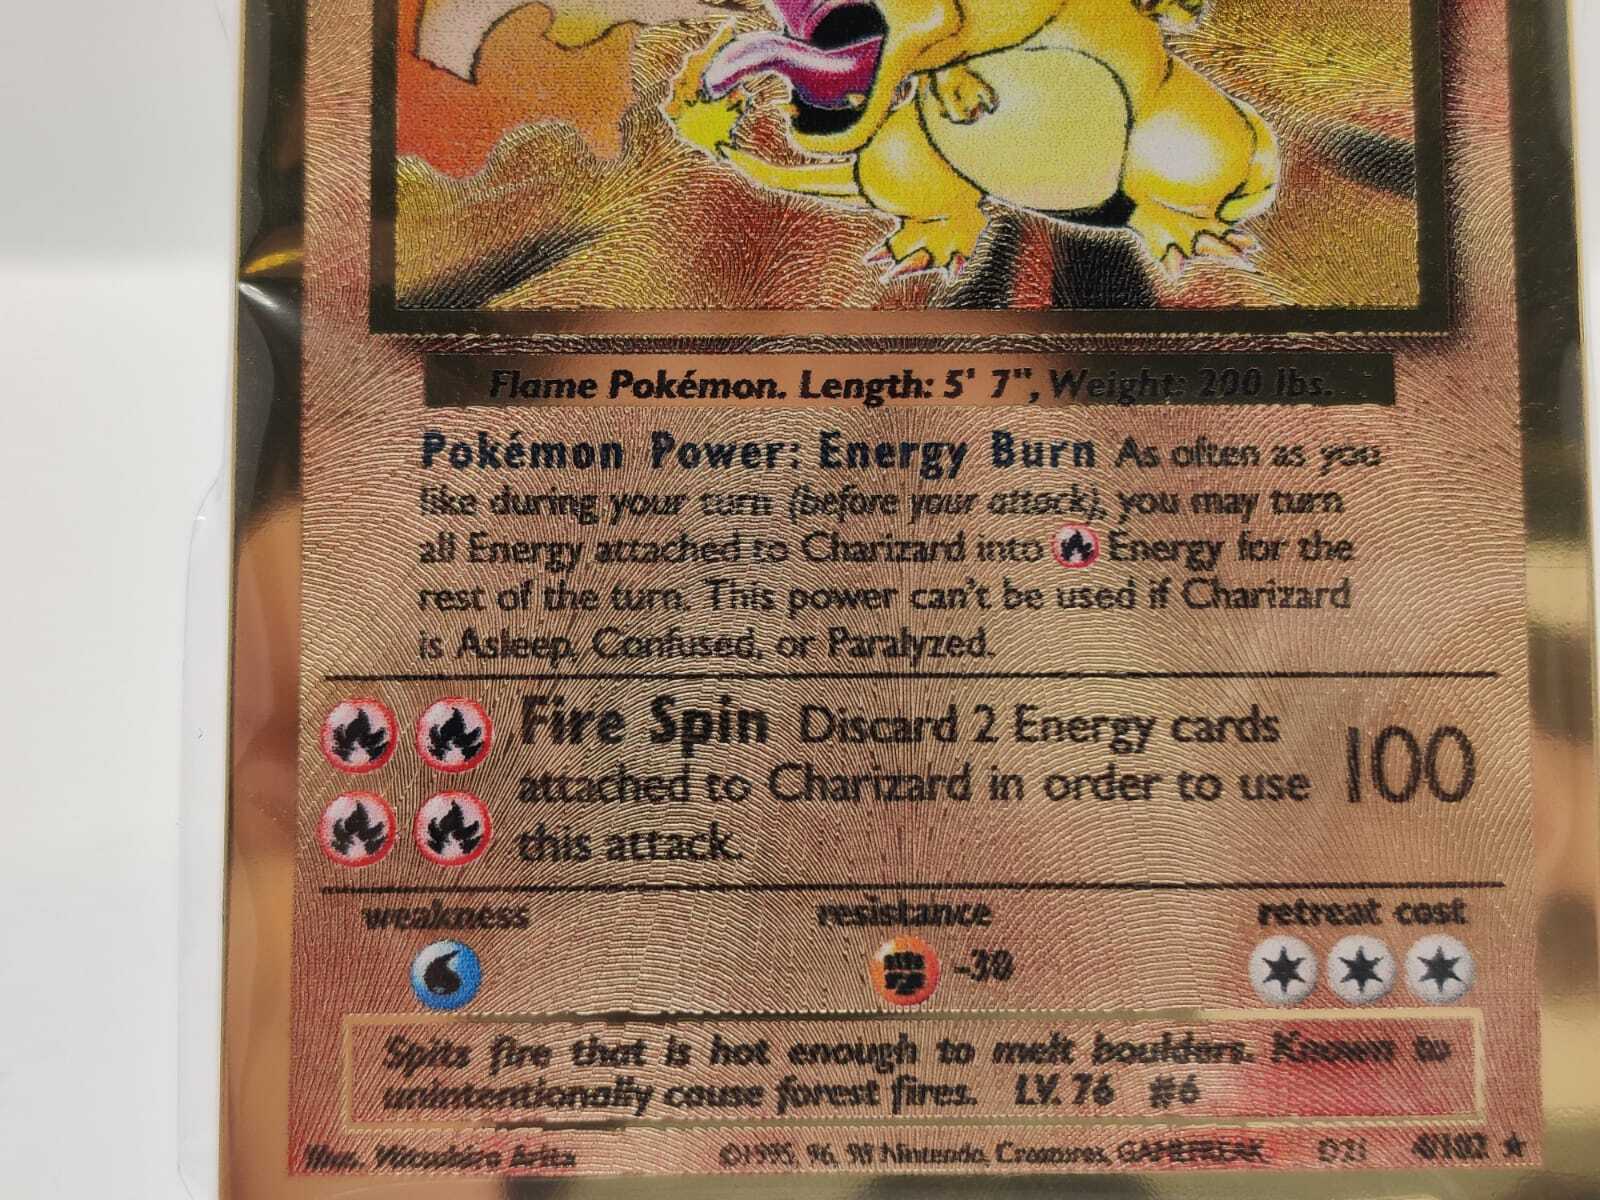 Flame Pokémon. Length: 5' 7", Weight: 200 lbs.
Pokémon Power: Energy Burn As often as you
like during your turn (before your attack), you may turn
all Energy attached to Charizard into Energy for the
rest of the turn. This power can't be used if Charizard
is Asleep, Confused, or Paralyzed.
Fire Spin Discard 2 Energy cards
attached to Charizard in order to use
this attack.
100
weakness
resistance
retreat cost
-30
Spits fire that is hot enough to melt boulders. Known to
unintentionally cause forest fires. LV. 76 #6
Illus. Mitsuhiro Arita
©1995, 96, 98 Nintendo, Creatures, GAMEFREAK. 4/102 ★